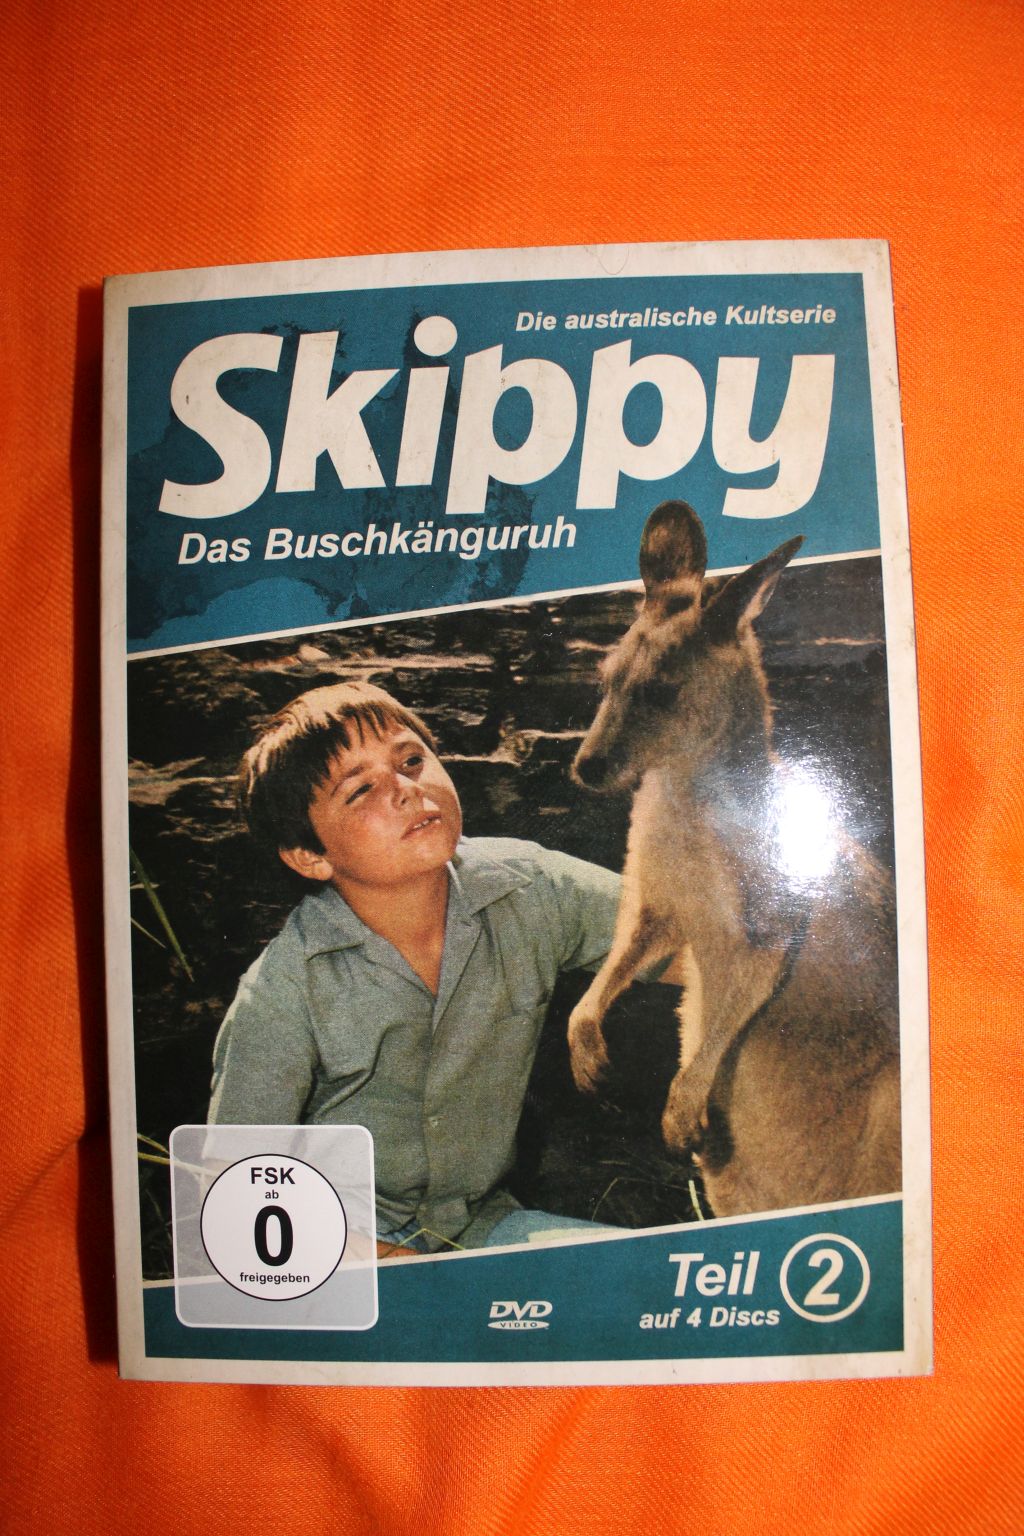 Die australische Kultserie
Skippy
Das Buschkänguruh
FSK
ab
0
freigegeben
DVD
VIDEO
Teil 2
auf 4 Discs